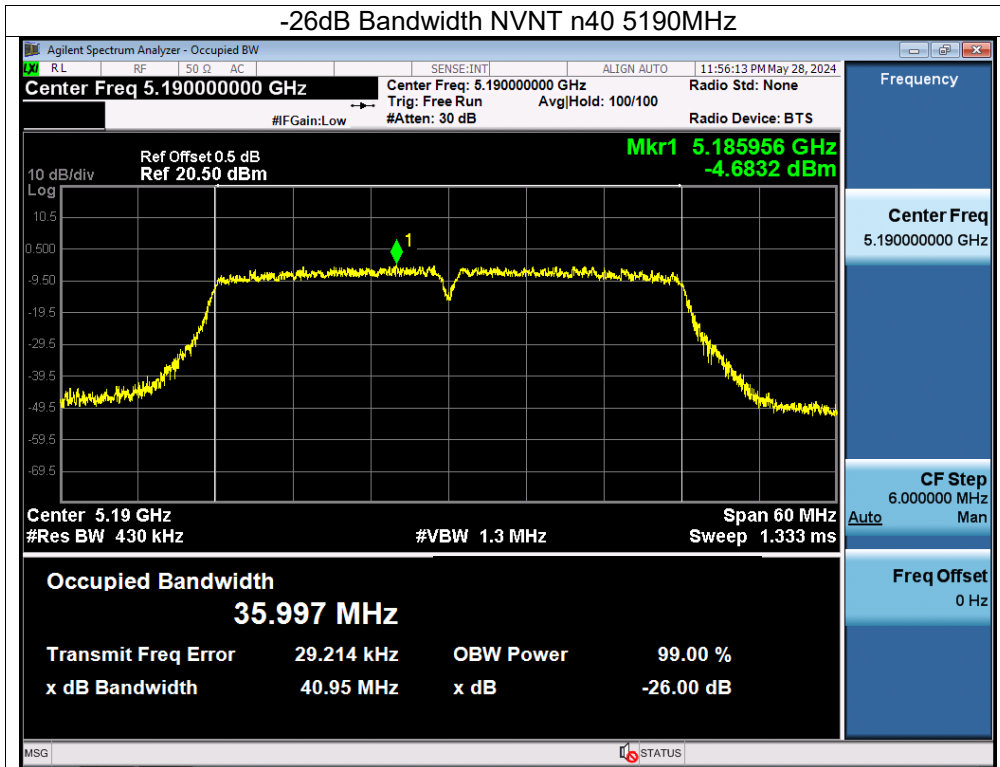 -26dB Bandwidth NVNT n40 5190MHz
Agilent Spectrum Analyzer - Occupied BW
LXI RL RF 50 Ω AC SENSE:INT ALIGN AUTO 11:56:13 PM May 28, 2024
Center Freq 5.190000000 GHz
Center Freq: 5.190000000 GHz Radio Std: None
Trig: Free Run Avg|Hold: 100/100
#IFGain:Low #Atten: 30 dB Radio Device: BTS
Frequency
Ref Offset 0.5 dB
10 dB/div Ref 20.50 dBm
Mkr1 5.185956 GHz
-4.6832 dBm
Log
10.5
0.500
-9.50
-19.5
-29.5
-39.5
-49.5
-59.5
-69.5
1
Center 5.19 GHz Span 60 MHz
#Res BW 430 kHz #VBW 1.3 MHz Sweep 1.333 ms
Center Freq
5.190000000 GHz
CF Step
6.000000 MHz
Auto Man
Freq Offset
0 Hz
Occupied Bandwidth
35.997 MHz
Transmit Freq Error 29.214 kHz OBW Power 99.00 %
x dB Bandwidth 40.95 MHz x dB -26.00 dB
MSG STATUS